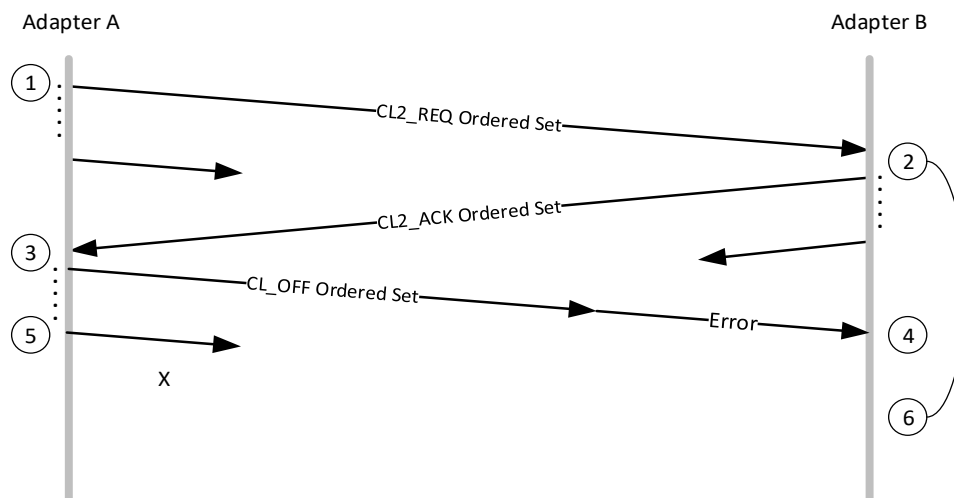 Adapter A
Adapter B
1
CL2_REQ Ordered Set
2
CL2_ACK Ordered Set
3
CL_OFF Ordered Set
Error
5
4
X
6